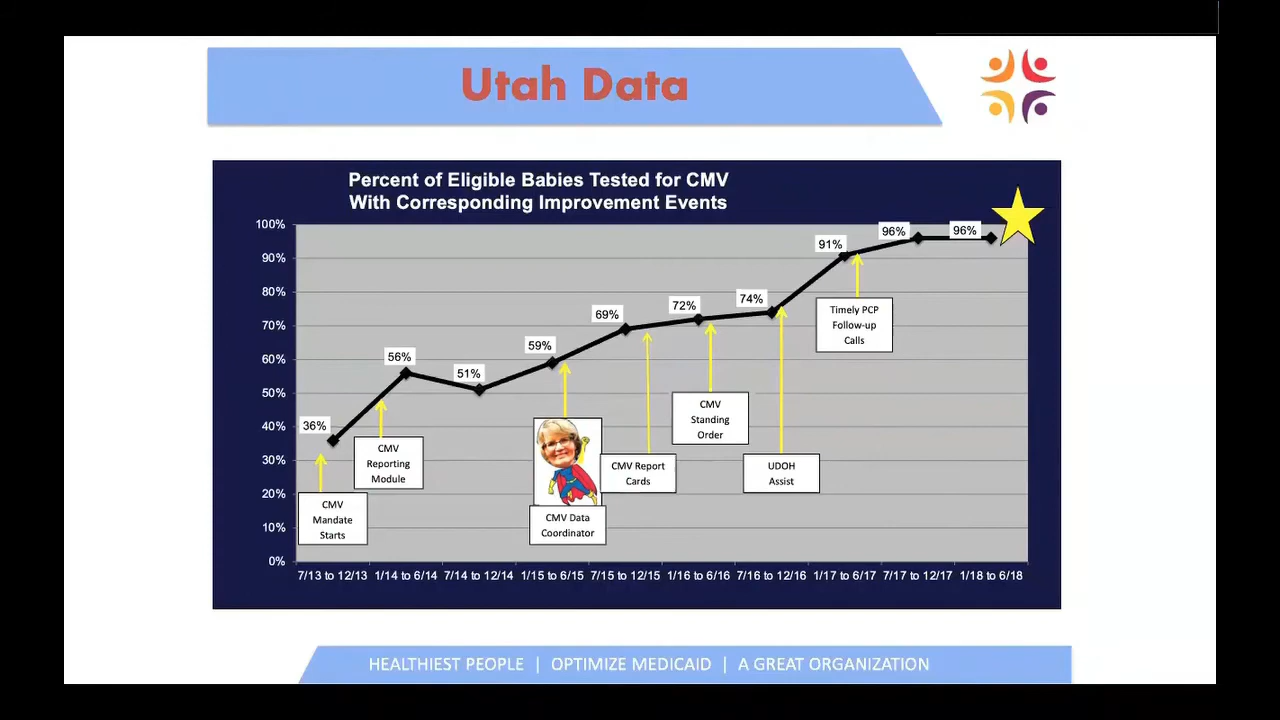 Utah Data
Percent of Eligible Babies Tested for CMV
With Corresponding Improvement Events
100%
90%
80%
70%
60%
50%
40%
30%
20%
10%
0%
36%
56%
51%
59%
69%
72%
74%
91%
96%
96%
CMV
Mandate
Starts
CMV
Reporting
Module
CMV Data
Coordinator
CMV Report
Cards
CMV
Standing
Order
UDOH
Assist
Timely PCP
Follow-up
Calls
7/13 to 12/13
1/14 to 6/14
7/14 to 12/14
1/15 to 6/15
7/15 to 12/15
1/16 to 6/16
7/16 to 12/16
1/17 to 6/17
7/17 to 12/17
1/18 to 6/18
HEALTHIEST PEOPLE | OPTIMIZE MEDICAID | A GREAT ORGANIZATION